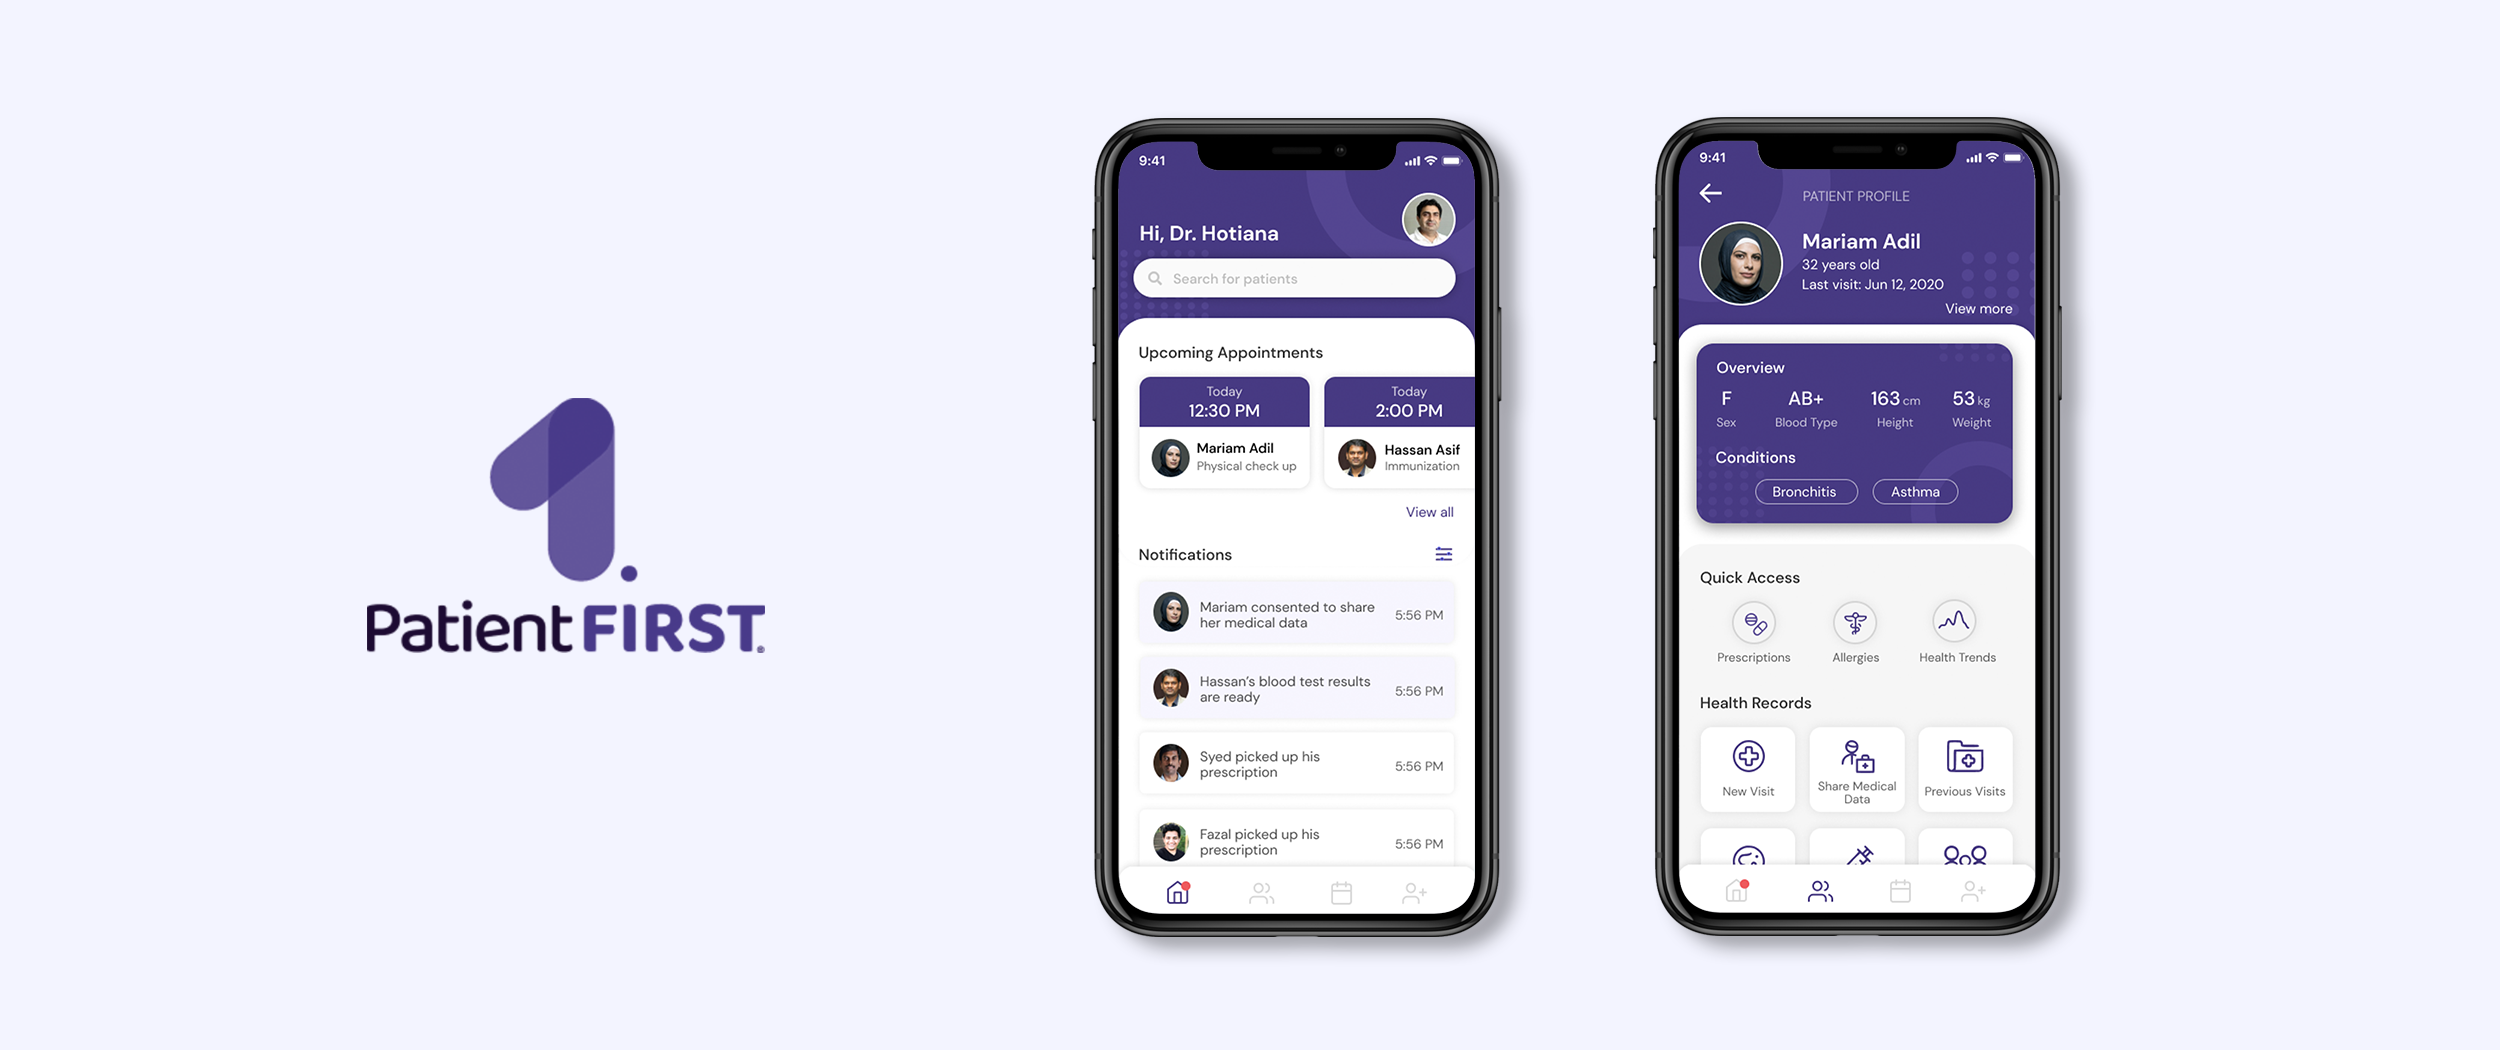 1.
PatientFIRST®
9:41
Hi, Dr. Hotiana
Search for patients
Upcoming Appointments
Today
12:30 PM
Mariam Adil
Physical check up
Today
2:00 PM
Hassan Asif
Immunization
View all
Notifications
Mariam consented to share
her medical data
5:56 PM
Hassan's blood test results
are ready
5:56 PM
Syed picked up his
prescription
5:56 PM
Fazal picked up his
prescription
5:56 PM
9:41
PATIENT PROFILE
Mariam Adil
32 years old
Last visit: Jun 12, 2020
View more
Overview
F
Sex
AB+
Blood Type
163 cm
Height
53 kg
Weight
Conditions
Bronchitis
Asthma
Quick Access
Prescriptions
Allergies
Health Trends
Health Records
New Visit
Share Medical
Data
Previous Visits